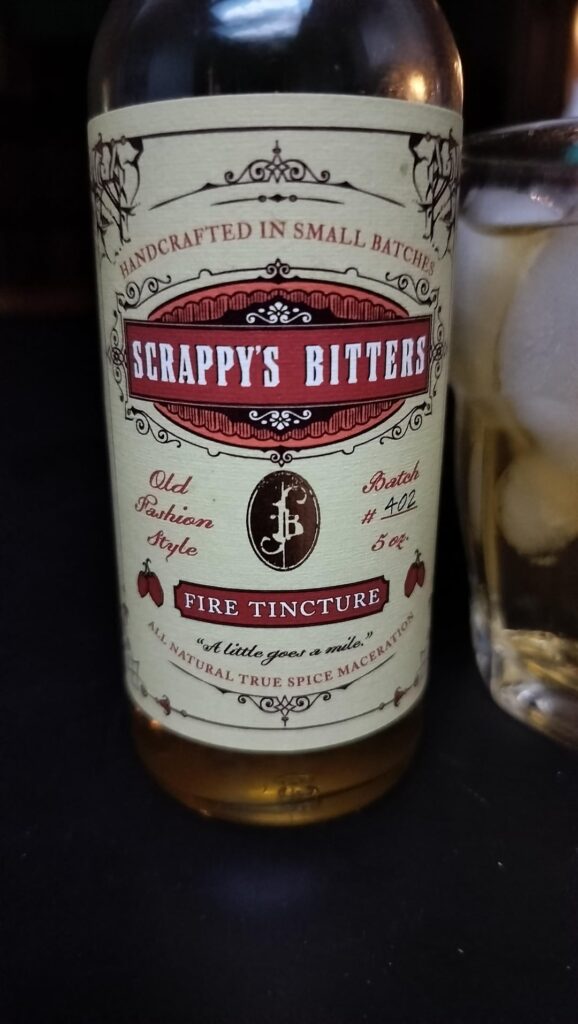 HANDCRAFTED IN SMALL BATCHES
SCRAPPY'S BITTERS
Old
Fashion
Style
Batch
# 402
5 oz.
FIRE TINCTURE
"A little goes a mile."
ALL NATURAL TRUE SPICE MACERATION